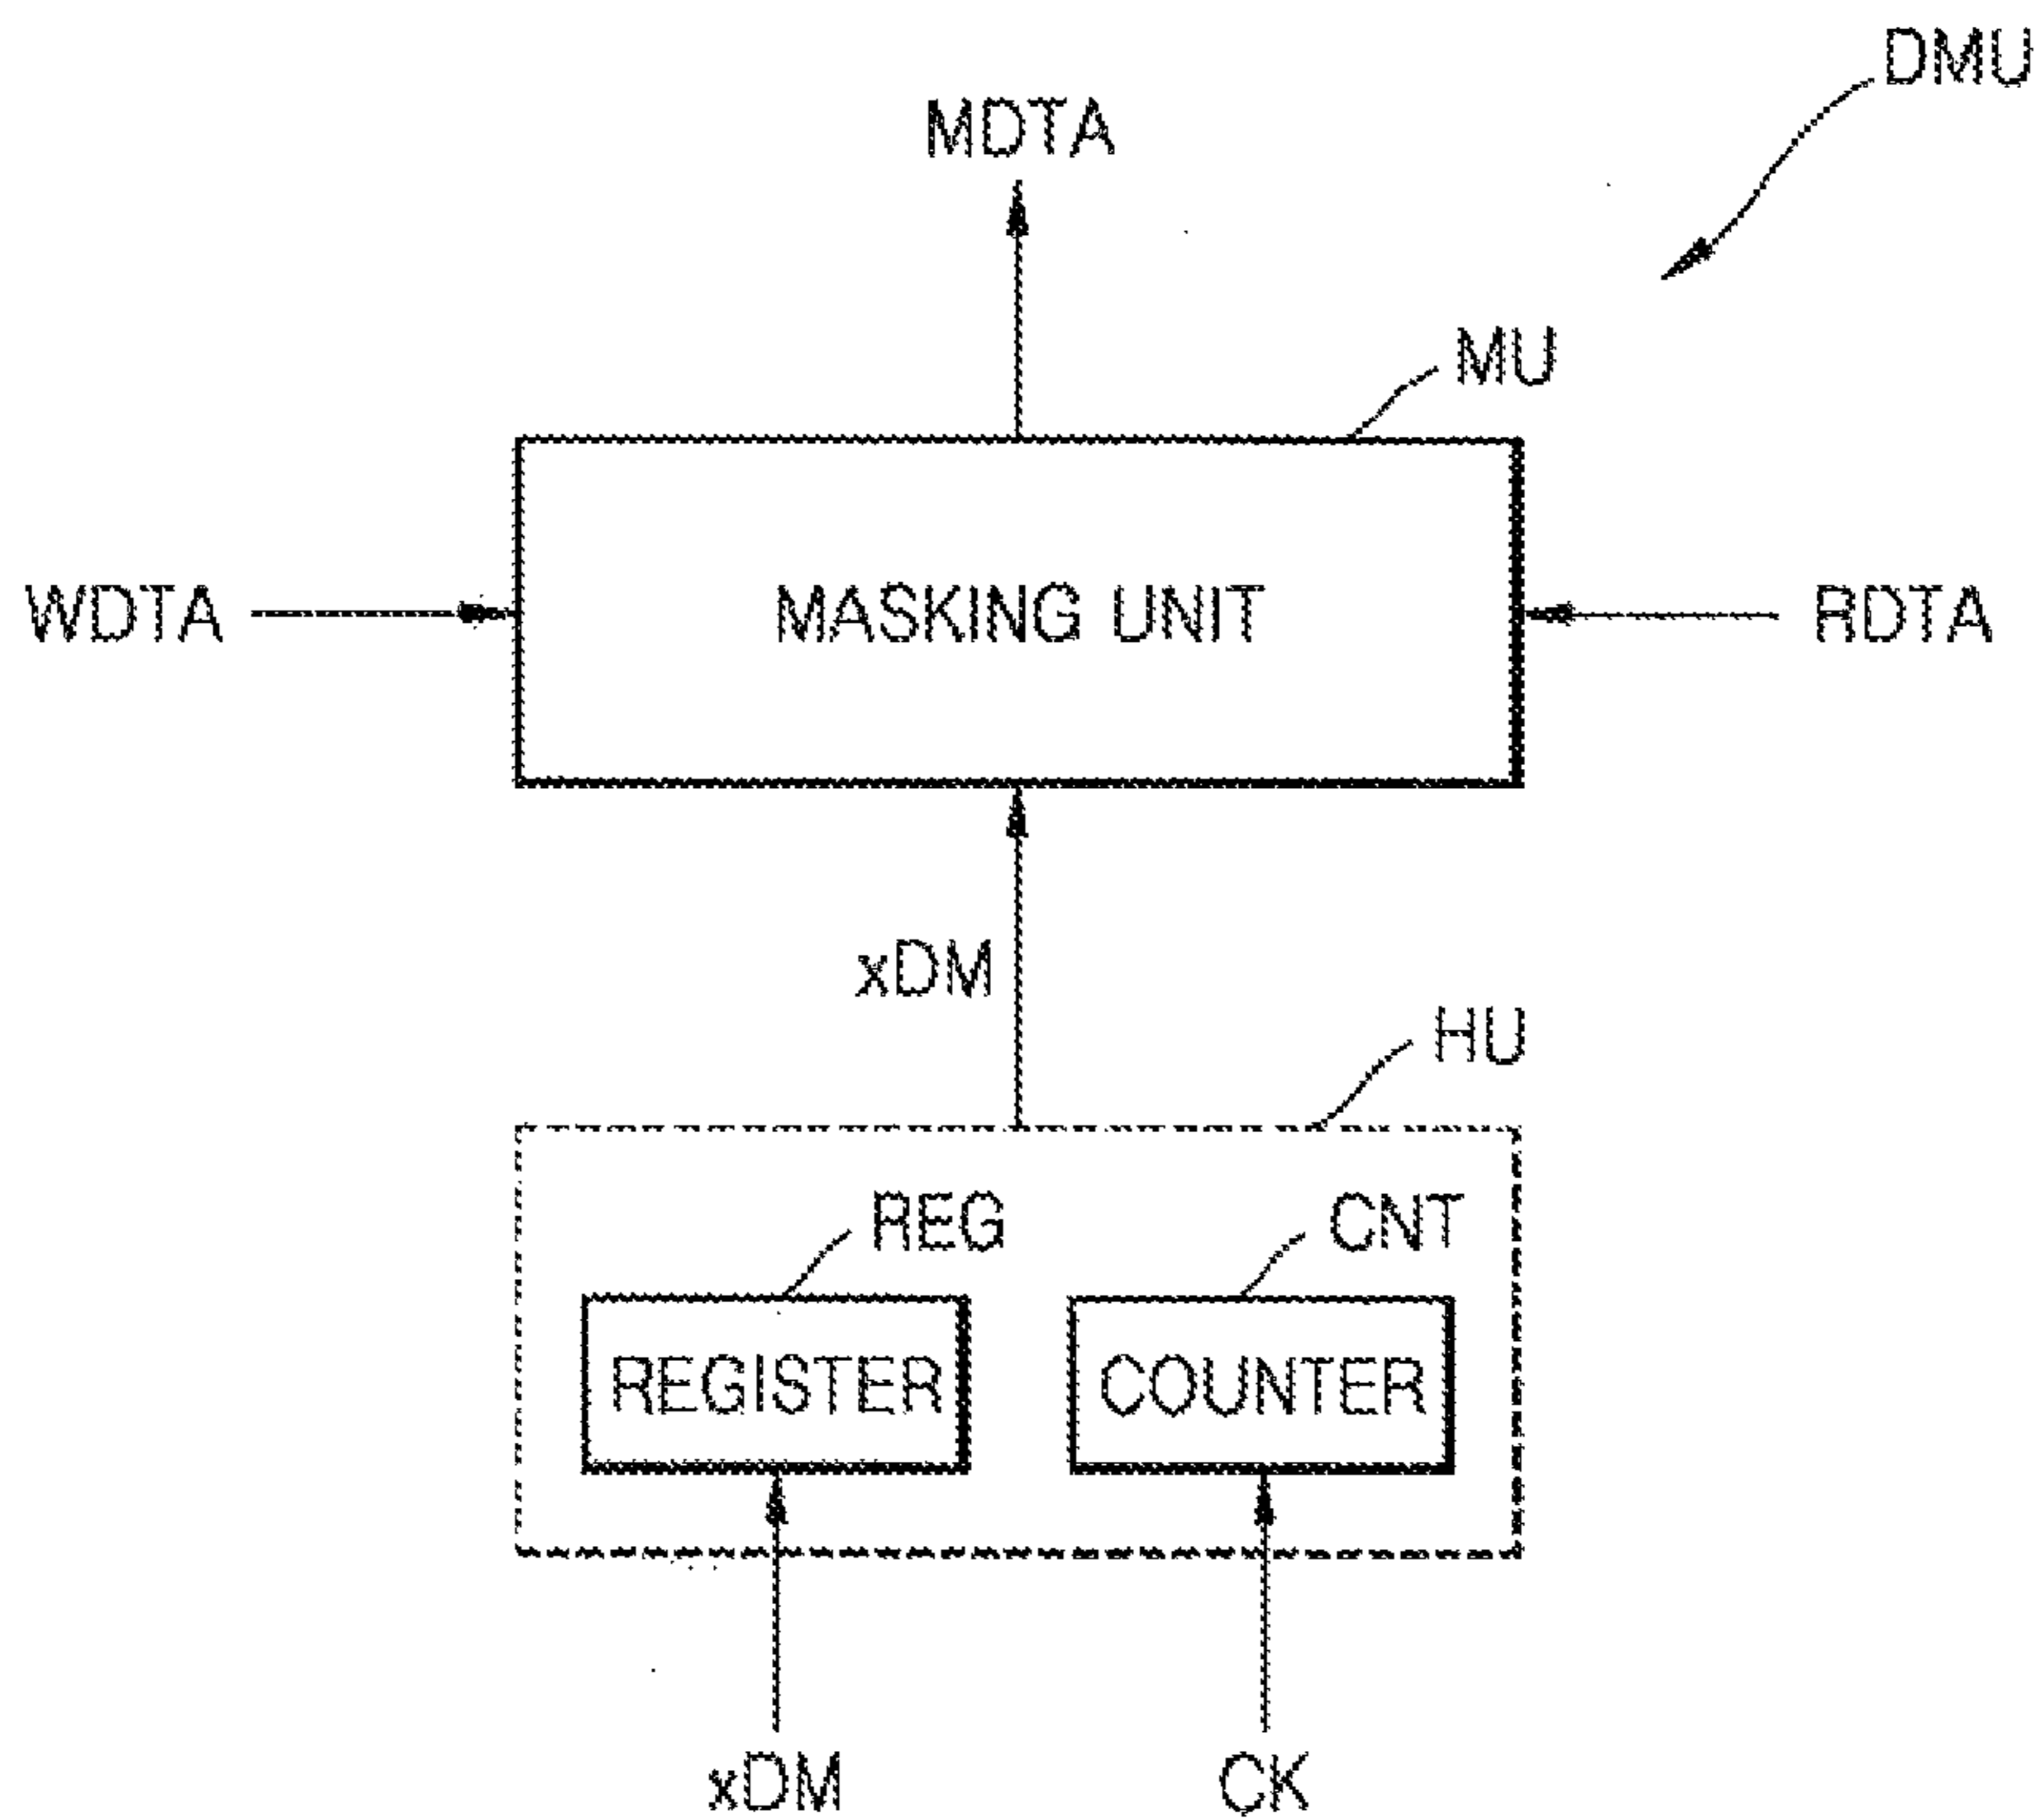 DMU
MDTA
MU
WDTA
MASKING UNIT
RDTA
xDM
HU
REG
CNT
REGISTER
COUNTER
xDM
CK